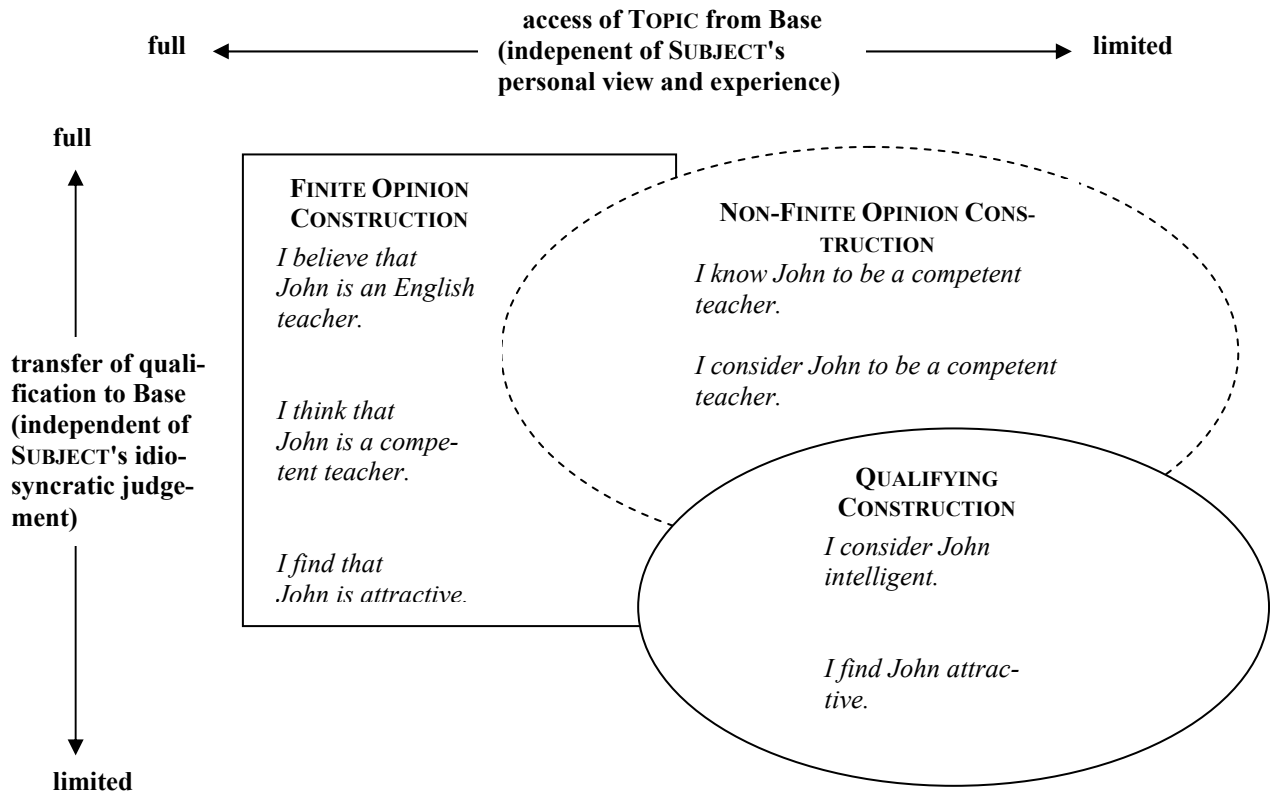 access of TOPIC from Base
full
(indepenent of SUBJECT's
limited
personal view and experience)
full
FINITE OPINION
CONSTRUCTION
I believe that
John is an English
teacher.
NON-FINITE OPINION CONS-
TRUCTION
I know John to be a competent
teacher.
transfer of quali-
fication to Base
(independent of
SUBJECT's idio-
syncratic judge-
ment)
I consider John to be a competent
teacher.
I think that
John is a compe-
tent teacher.
QUALIFYING
CONSTRUCTION
I consider John
intelligent.
I find that
John is attractive.
I find John attrac-
tive.
limited